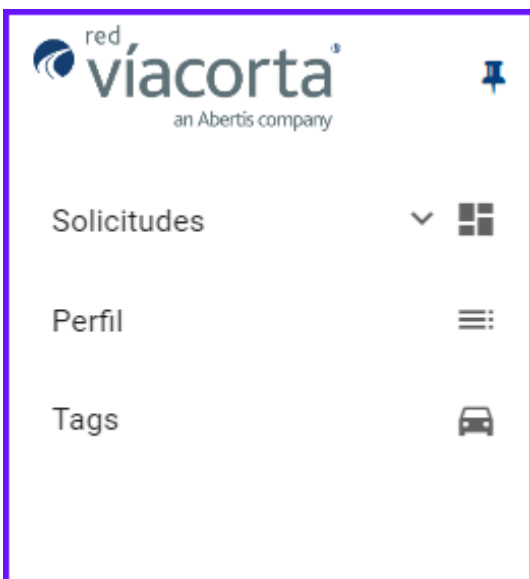 red
víacorta
an Abertis company
Solicitudes
Perfil
Tags